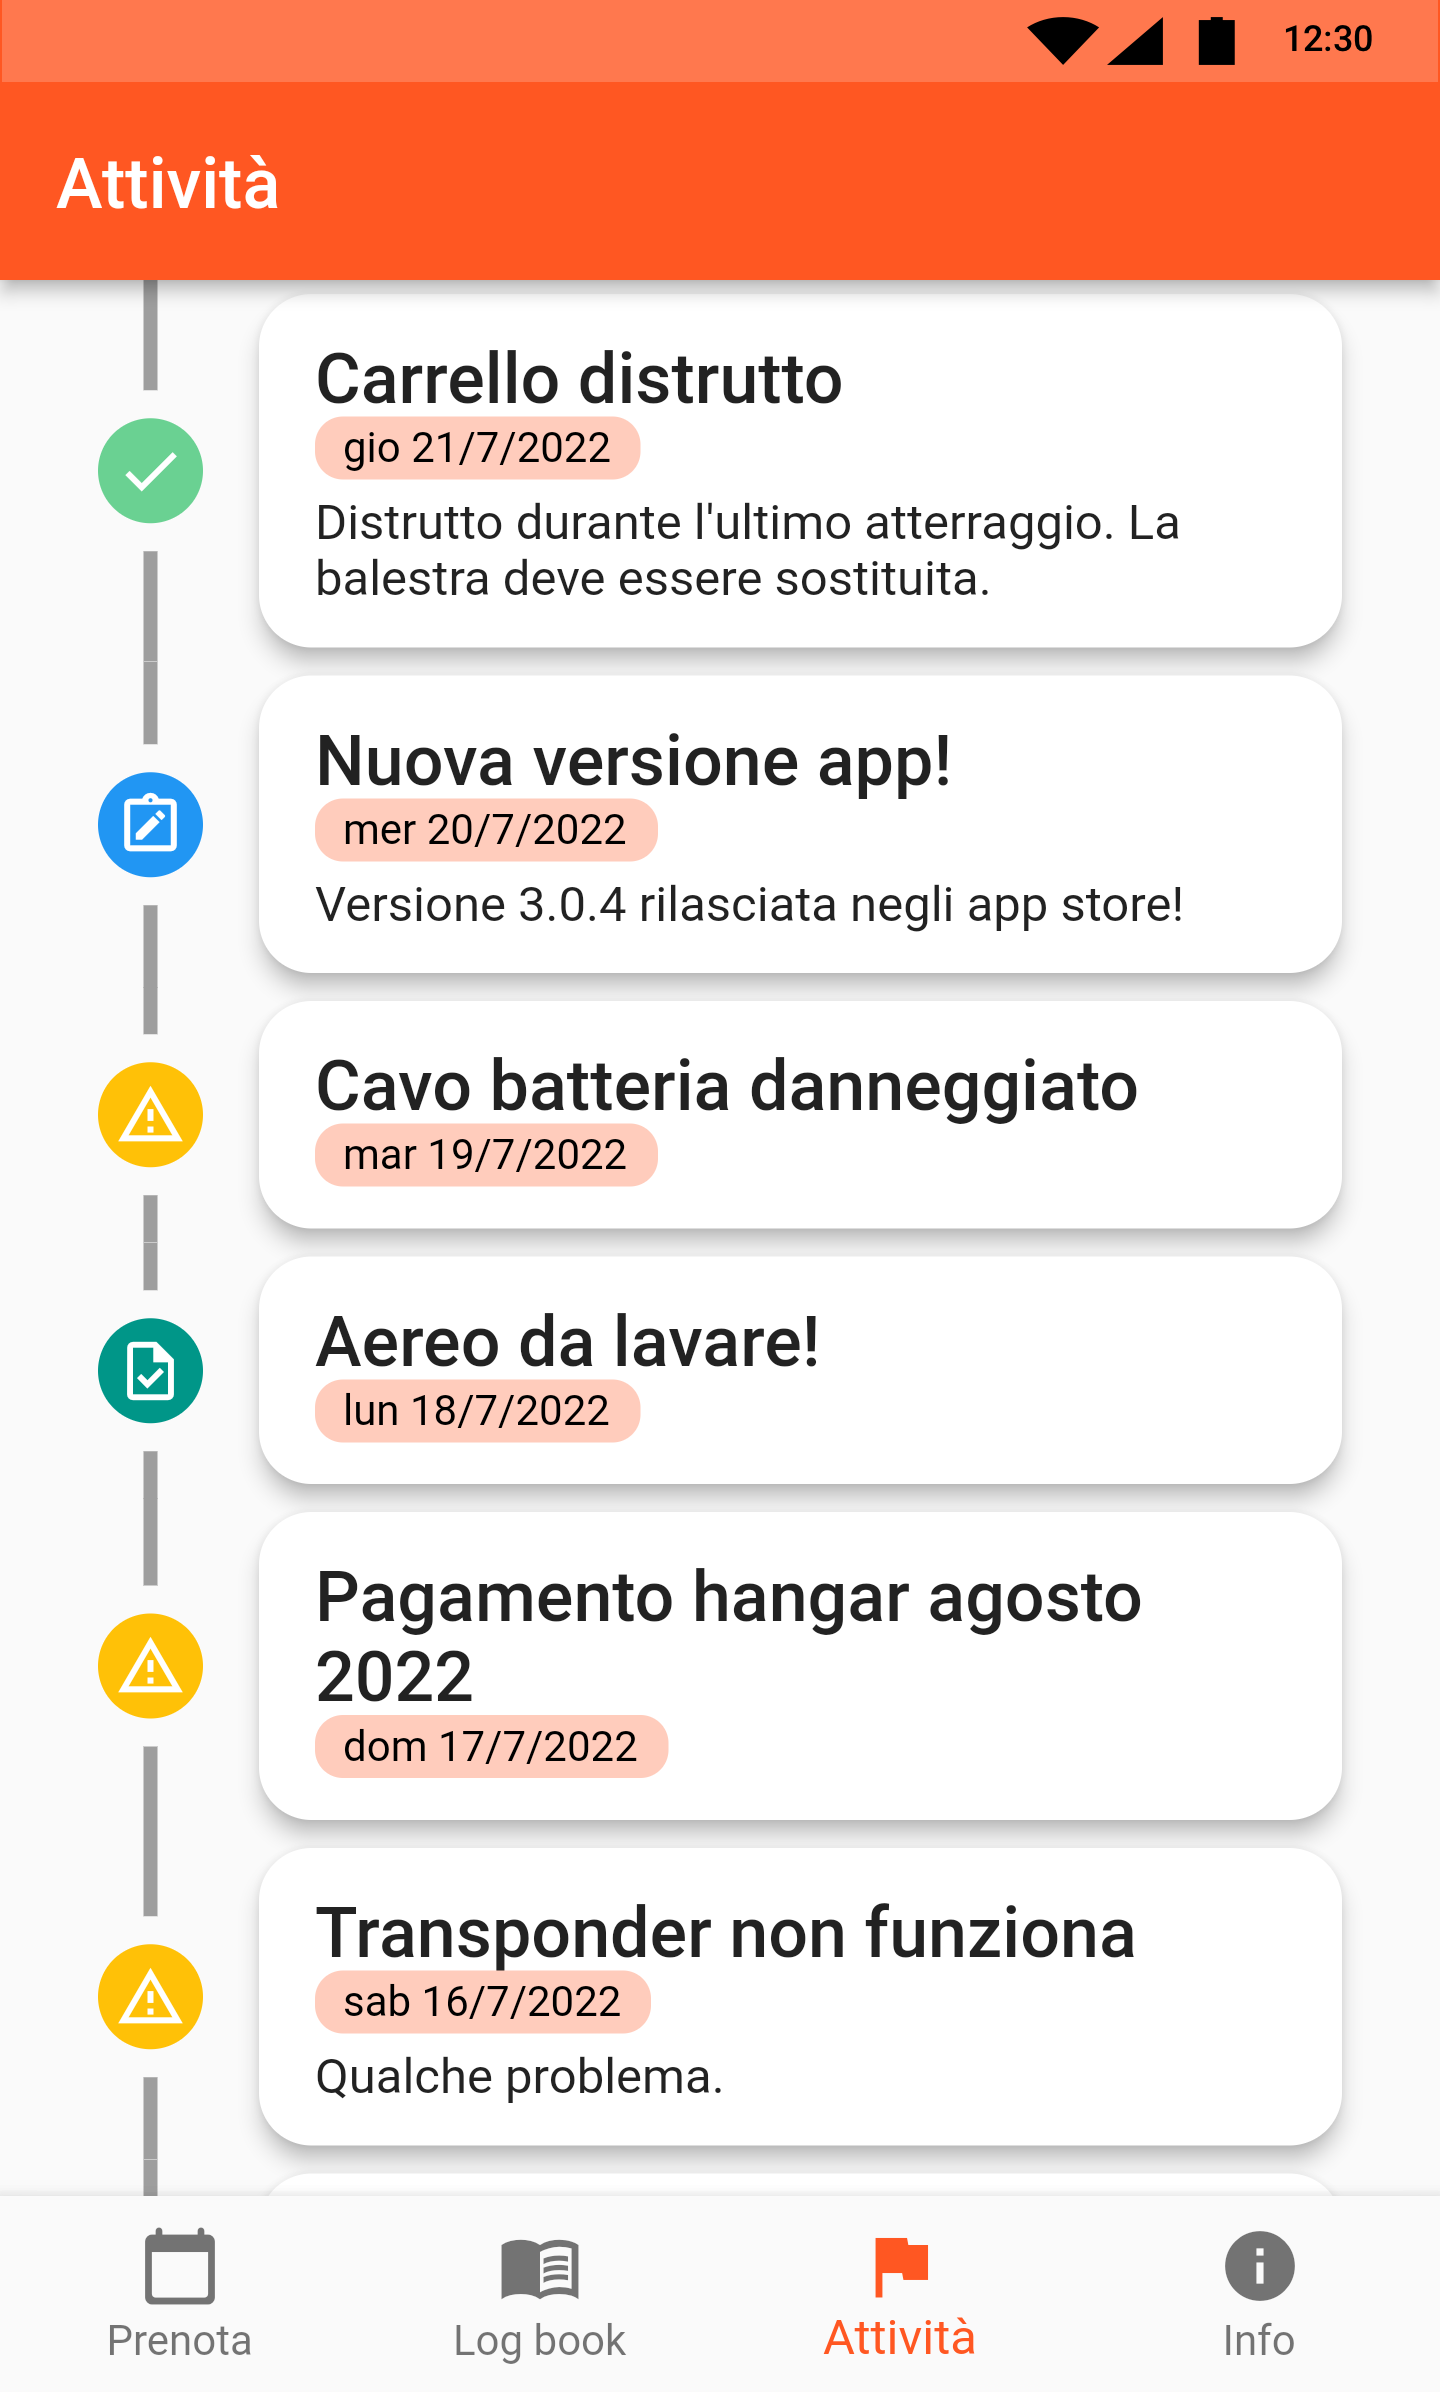 12:30
Attività
Carrello distrutto
gio 21/7/2022
Distrutto durante l'ultimo atterraggio. La
balestra deve essere sostituita.
Nuova versione app!
mer 20/7/2022
Versione 3.0.4 rilasciata negli app store!
Cavo batteria danneggiato
mar 19/7/2022
Aereo da lavare!
lun 18/7/2022
Pagamento hangar agosto
2022
dom 17/7/2022
Transponder non funziona
sab 16/7/2022
Qualche problema.
Prenota
Log book
Attività
Info